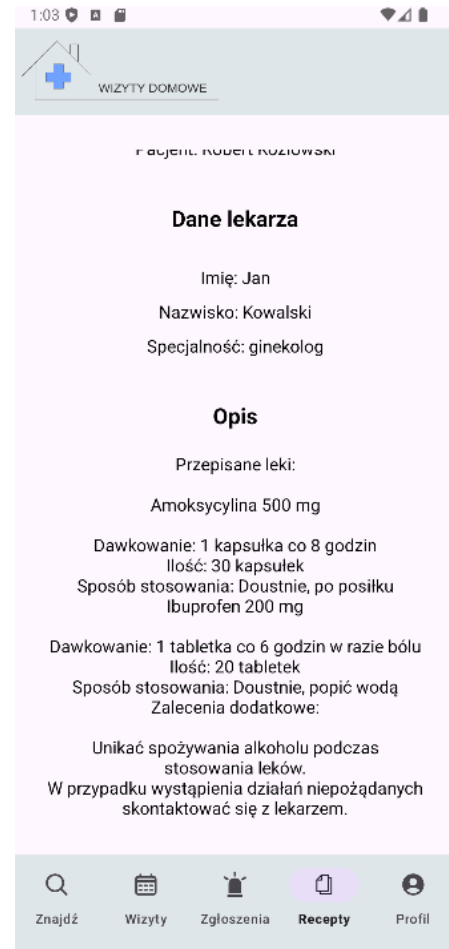 1:03
WIZYTY DOMOWE
Pacjent: Robert Kozłowski
Dane lekarza
Imię: Jan
Nazwisko: Kowalski
Specjalność: ginekolog
Opis
Przepisane leki:
Amoksycylina 500 mg
Dawkowanie: 1 kapsułka co 8 godzin
Ilość: 30 kapsułek
Sposób stosowania: Doustnie, po posiłku
Ibuprofen 200 mg
Dawkowanie: 1 tabletka co 6 godzin w razie bólu
Ilość: 20 tabletek
Sposób stosowania: Doustnie, popić wodą
Zalecenia dodatkowe:
Unikać spożywania alkoholu podczas
stosowania leków.
W przypadku wystąpienia działań niepożądanych
skontaktować się z lekarzem.
Znajdź Wizyty Zgłoszenia Recepty Profil